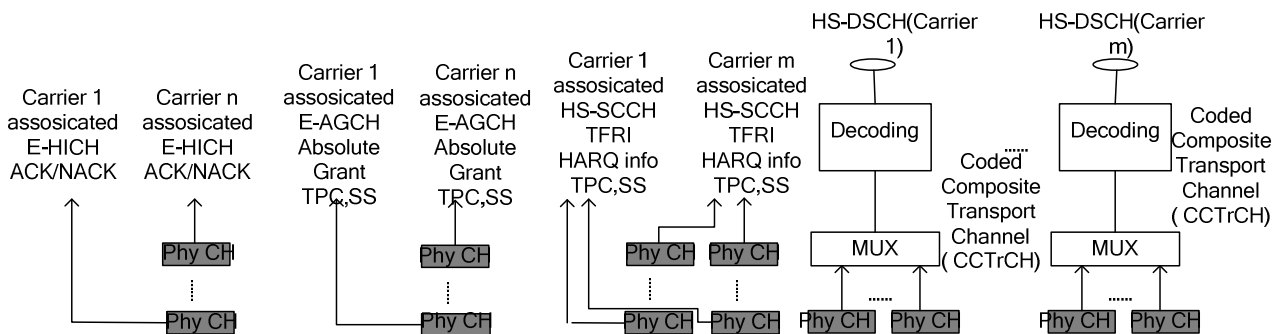 Carrier 1
assosicated
E-HICH
ACK/NACK
Carrier n
assosicated
E-HICH
ACK/NACK
Phy CH
......
Phy CH
Carrier 1
assosicated
E-AGCH
Absolute
Grant
TPC,SS
Carrier n
assosicated
E-AGCH
Absolute
Grant
TPC,SS
Phy CH
......
Phy CH
Carrier 1
assosicated
HS-SCCH
TFRI
HARQ info
TPC,SS
Carrier m
assosicated
HS-SCCH
TFRI
HARQ info
TPC,SS
Phy CH
Phy CH
......
......
Phy CH
Phy CH
HS-DSCH(Carrier
1)
Decoding
Coded
Composite
Transport
Channel
( CCTrCH)
MUX
......
Phy CH
Phy CH
......
HS-DSCH(Carrier
m)
Decoding
Coded
Composite
Transport
Channel
( CCTrCH)
MUX
......
Phy CH
Phy CH